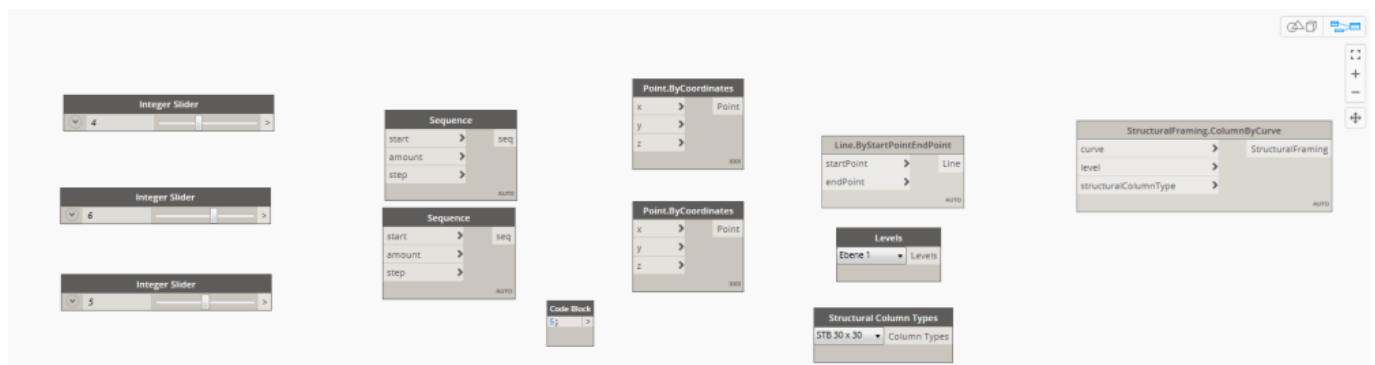 Integer Slider
4 >
Integer Slider
6 >
Integer Slider
5 >
Sequence
start > seq
amount >
step >
AUTO
Sequence
start > seq
amount >
step >
AUTO
Code Block
5; >
Point.ByCoordinates
x > Point
y >
z >
XXX
Point.ByCoordinates
x > Point
y >
z >
XXX
Line.ByStartPointEndPoint
startPoint > Line
endPoint >
AUTO
Levels
Ebene 1 Levels
Structural Column Types
STB 30 x 30 Column Types
StructuralFraming.ColumnByCurve
curve > StructuralFraming
level >
structuralColumnType >
AUTO